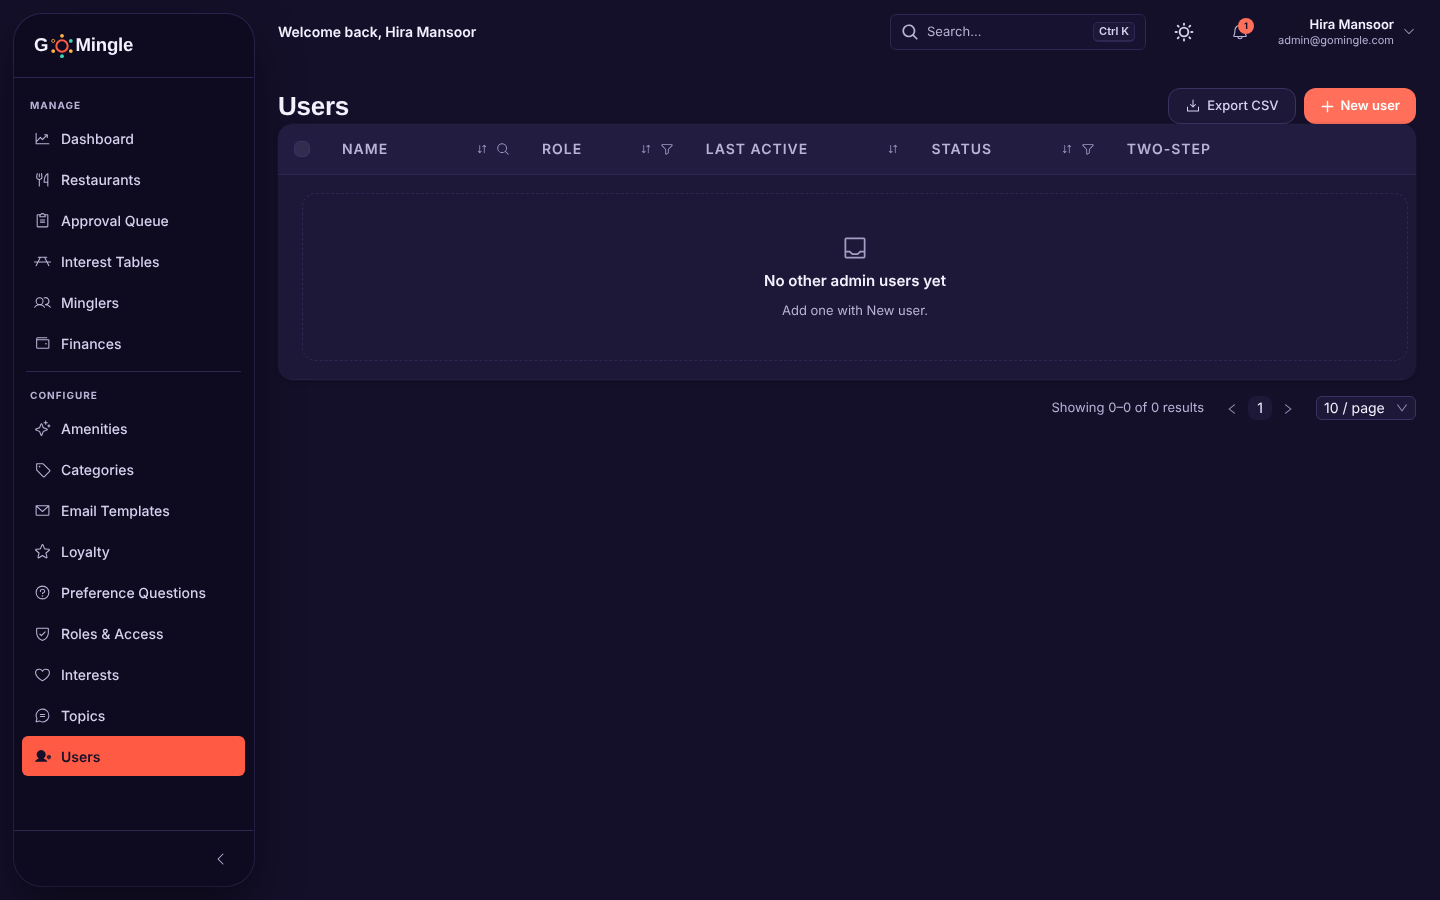 GoMingle
Welcome back, Hira Mansoor
Search...
Ctrl K
1
Hira Mansoor
admin@gomingle.com
MANAGE
Dashboard
Restaurants
Approval Queue
Interest Tables
Minglers
Finances
CONFIGURE
Amenities
Categories
Email Templates
Loyalty
Preference Questions
Roles & Access
Interests
Topics
Users
Users
Export CSV
New user
NAME
ROLE
LAST ACTIVE
STATUS
TWO-STEP
No other admin users yet
Add one with New user.
Showing 0–0 of 0 results
1
10 / page